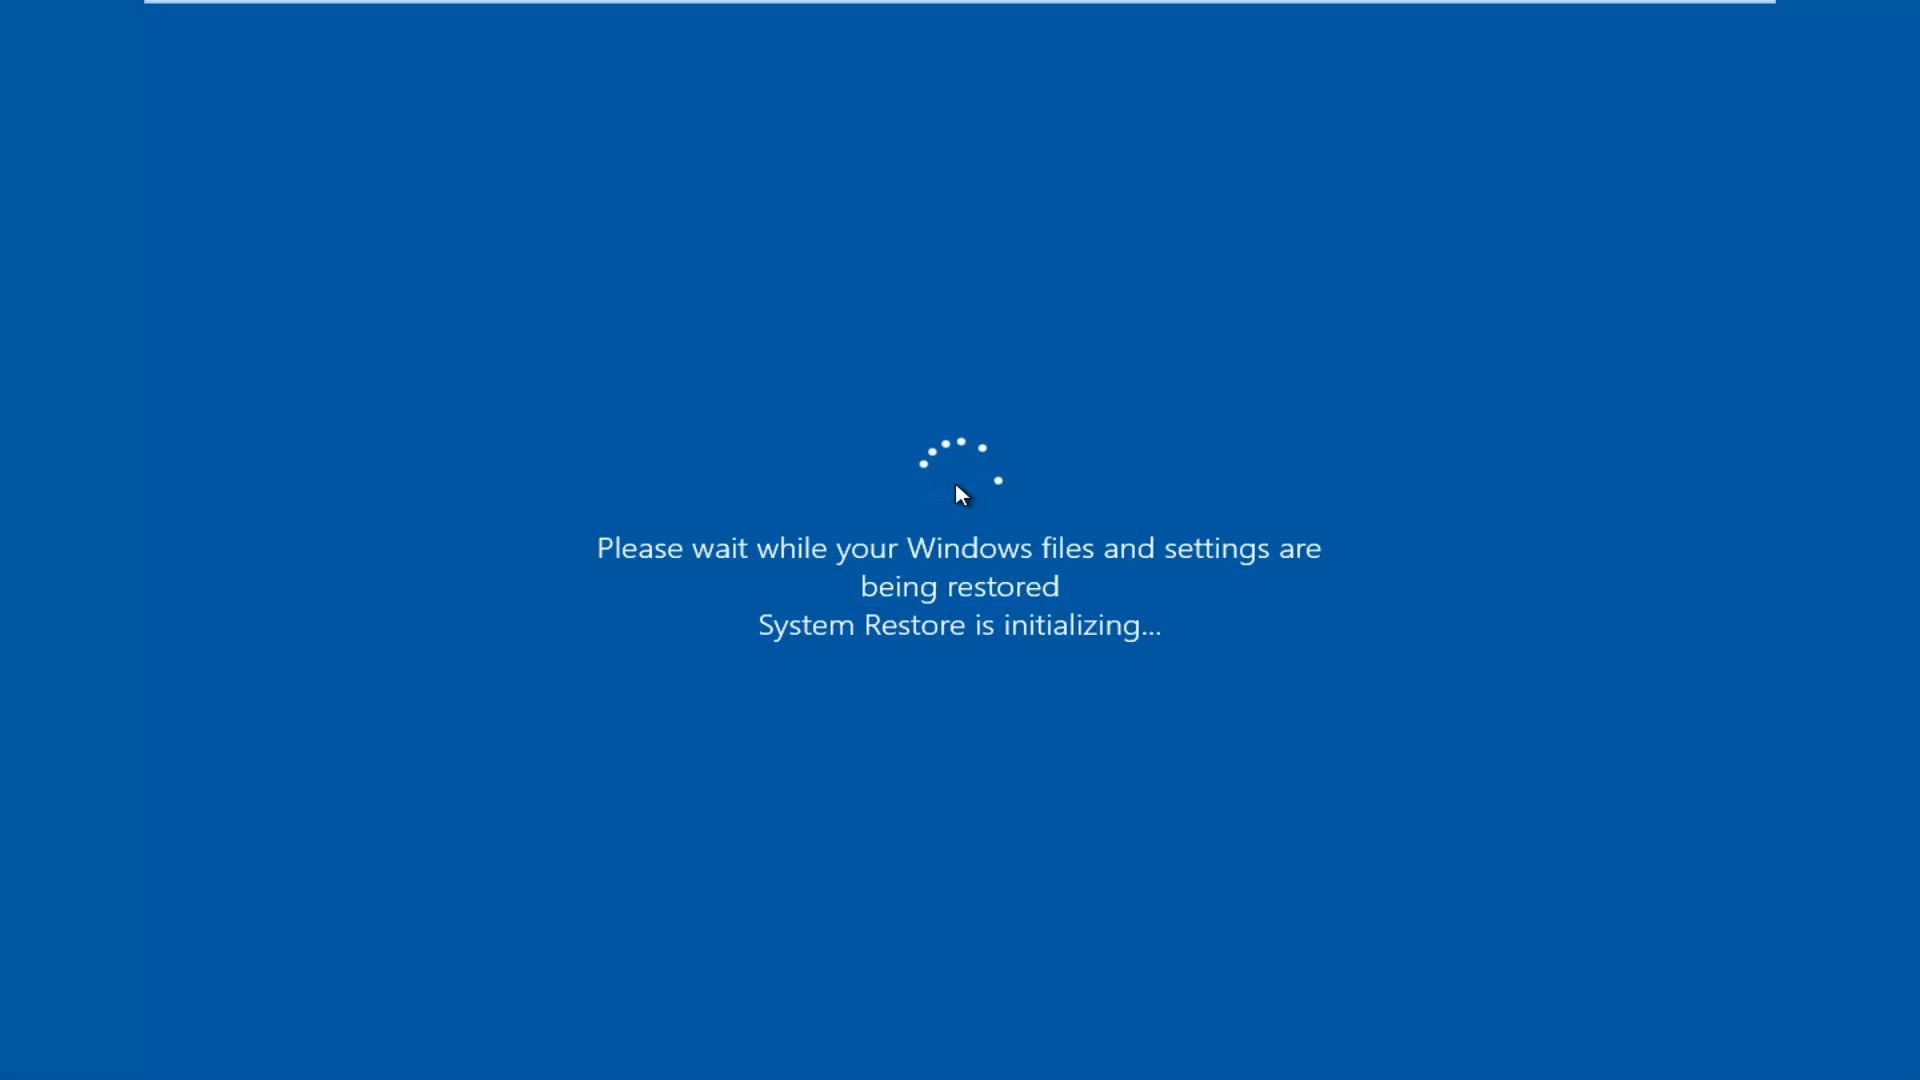 Please wait while your Windows files and settings are
being restored
System Restore is initializing...